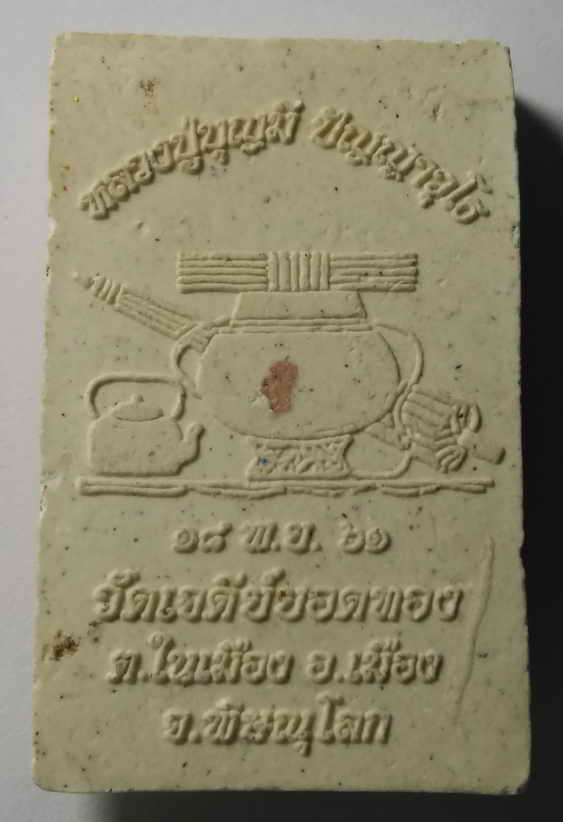 หลวงปู่บุญมี ปัญญาวุโธ
๑๘ พ.ย. ๖๑
วัดเจดีย์ยอดทอง
ต.ในเมือง อ.เมือง
จ.พิษณุโลก